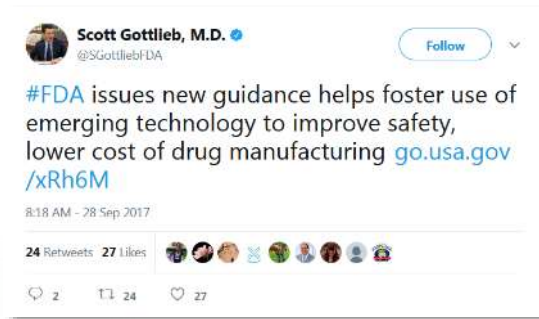 Scott Gottlieb, M.D.
@SGottliebFDA
Follow
#FDA issues new guidance helps foster use of
emerging technology to improve safety,
lower cost of drug manufacturing go.usa.gov
/xRh6M
8:18 AM - 28 Sep 2017
24 Retweets 27 Likes
2 24 27